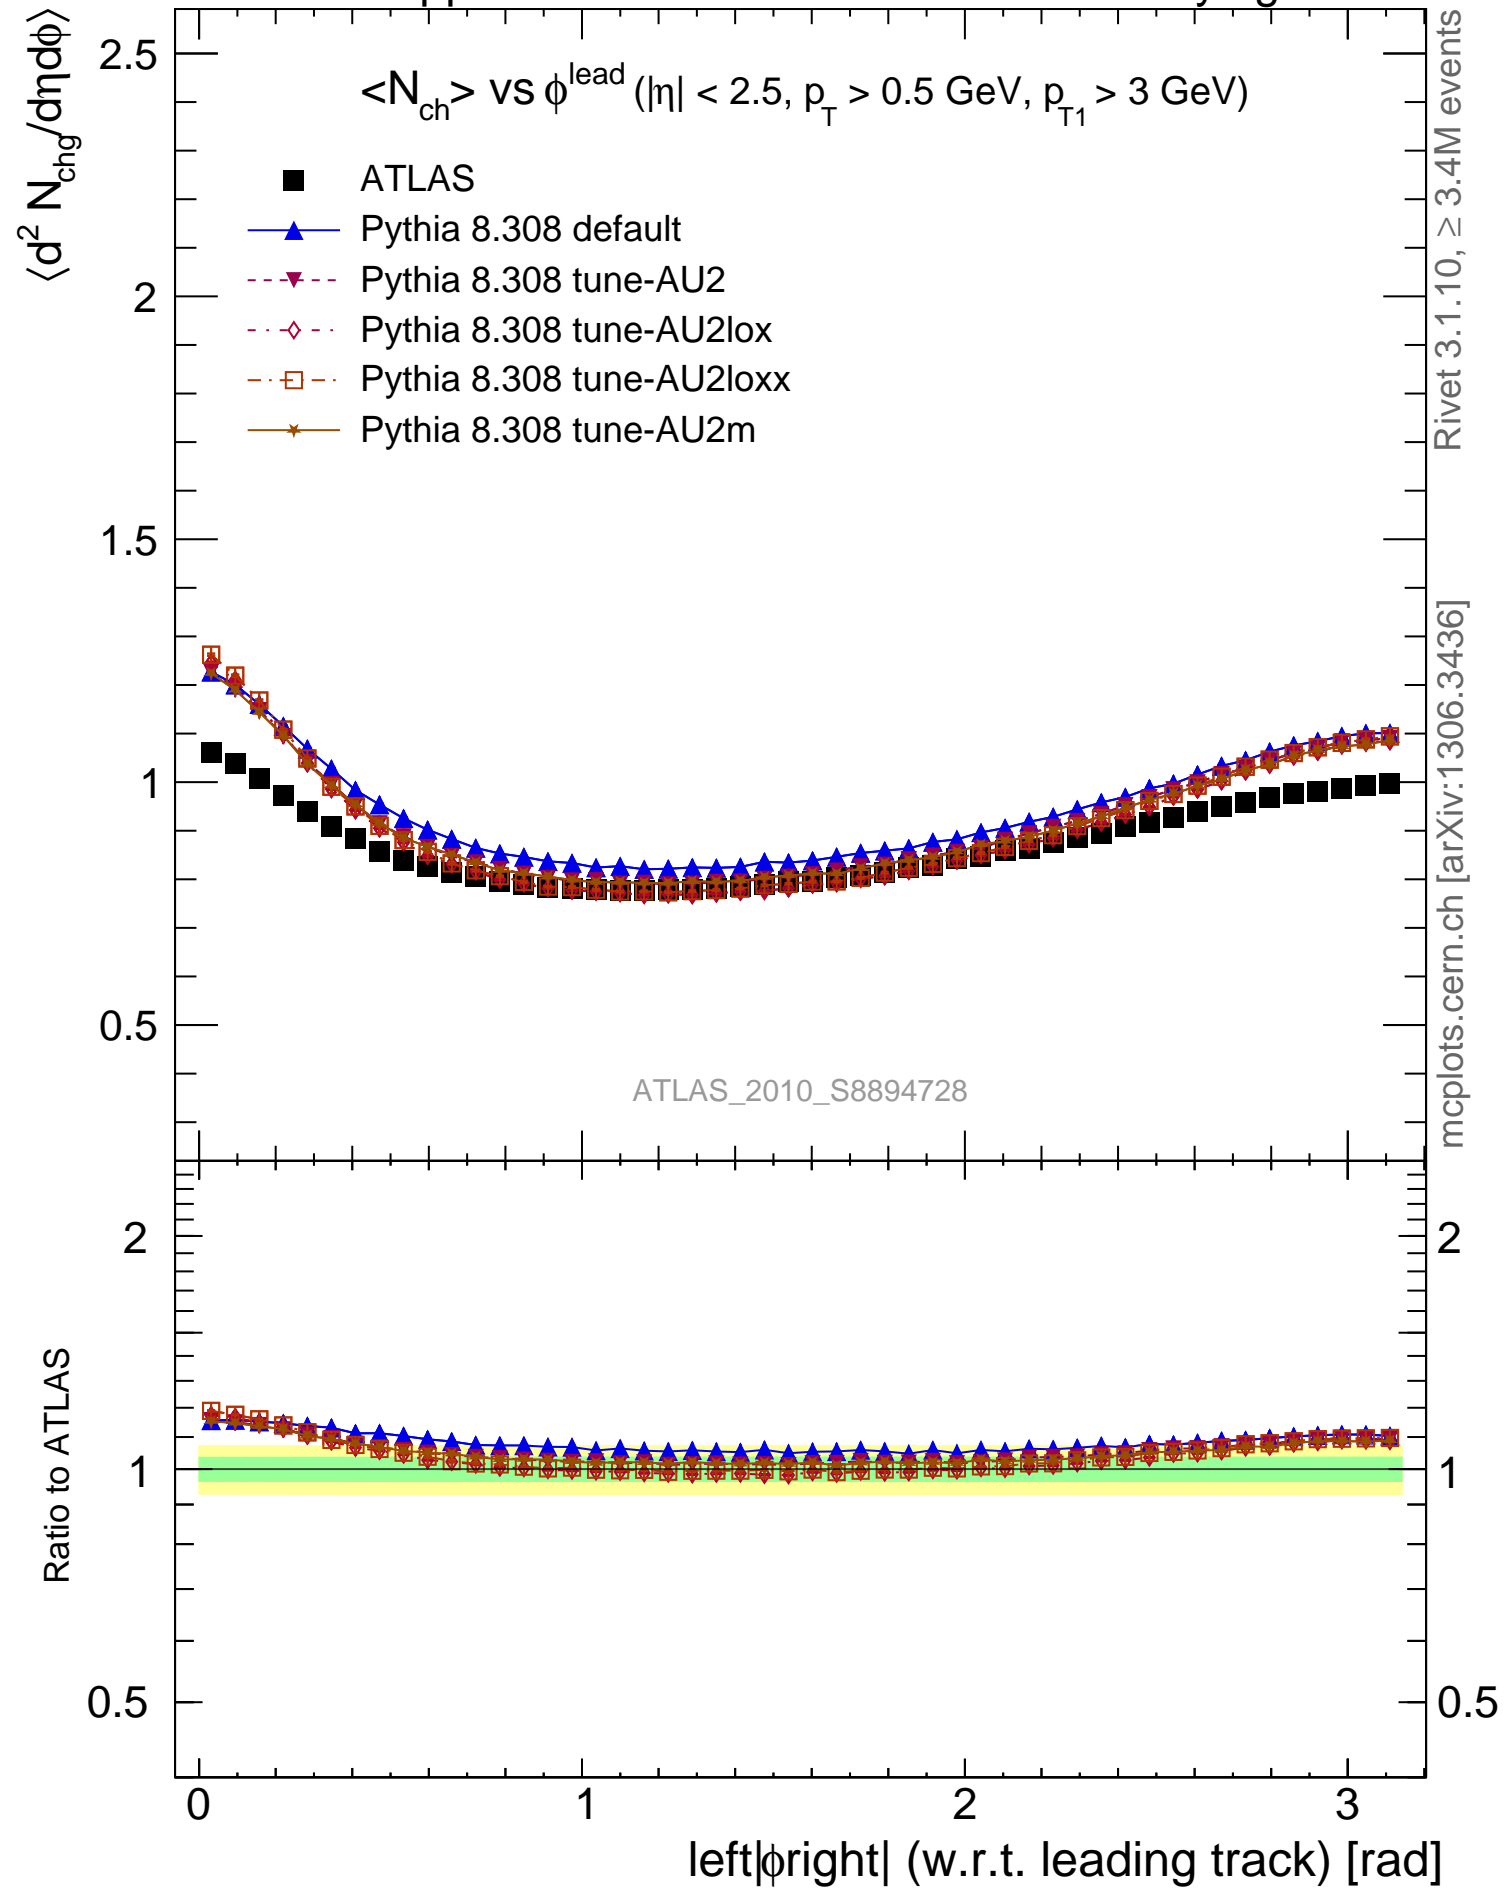 <N_ch> vs ϕ^lead (|η| < 2.5, p_T > 0.5 GeV, p_T1 > 3 GeV)
ATLAS
Pythia 8.308 default
Pythia 8.308 tune-AU2
Pythia 8.308 tune-AU2lox
Pythia 8.308 tune-AU2loxx
Pythia 8.308 tune-AU2m
⟨d² N_chg/dηdϕ⟩
2.5
2
1.5
1
0.5
ATLAS_2010_S8894728
Rivet 3.1.10, ≥ 3.4M events
mcplots.cern.ch [arXiv:1306.3436]
Ratio to ATLAS
2
1
0.5
2
1
0.5
0
1
2
3
left|ϕright| (w.r.t. leading track) [rad]